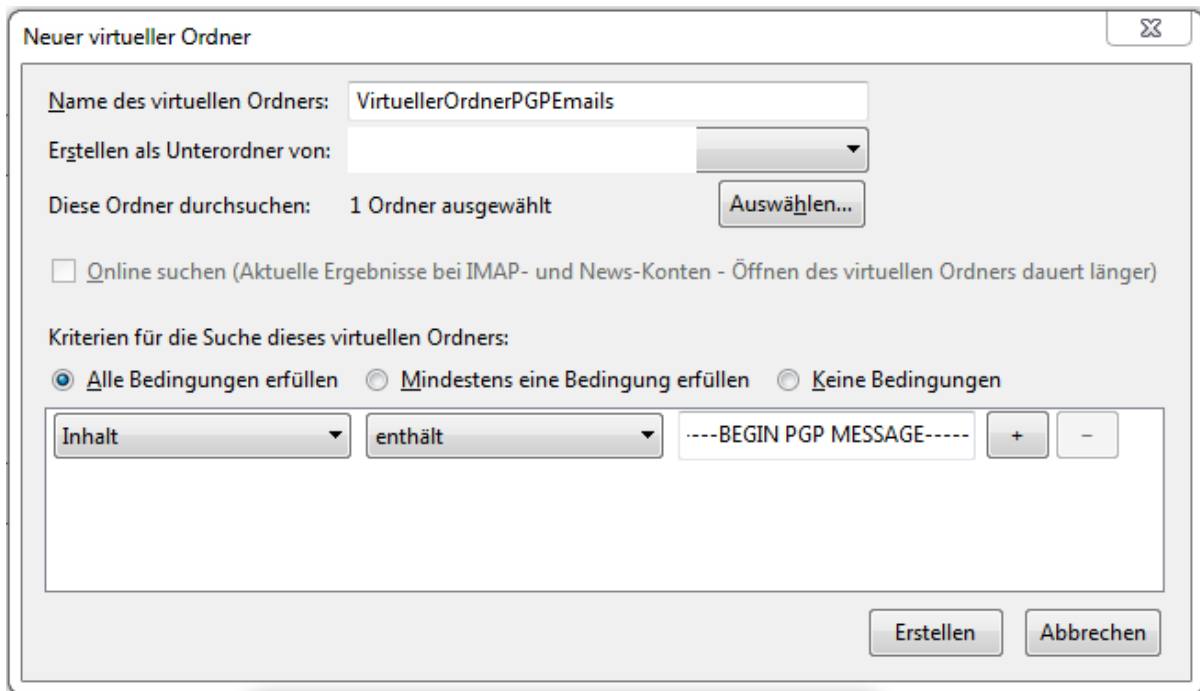 Neuer virtueller Ordner
Name des virtuellen Ordners: VirtuellerOrdnerPGPEmails
Erstellen als Unterordner von:
Diese Ordner durchsuchen: 1 Ordner ausgewählt Auswählen...
Online suchen (Aktuelle Ergebnisse bei IMAP- und News-Konten - Öffnen des virtuellen Ordners dauert länger)
Kriterien für die Suche dieses virtuellen Ordners:
Alle Bedingungen erfüllen Mindestens eine Bedingung erfüllen Keine Bedingungen
Inhalt enthält ----BEGIN PGP MESSAGE----- + -
Erstellen Abbrechen